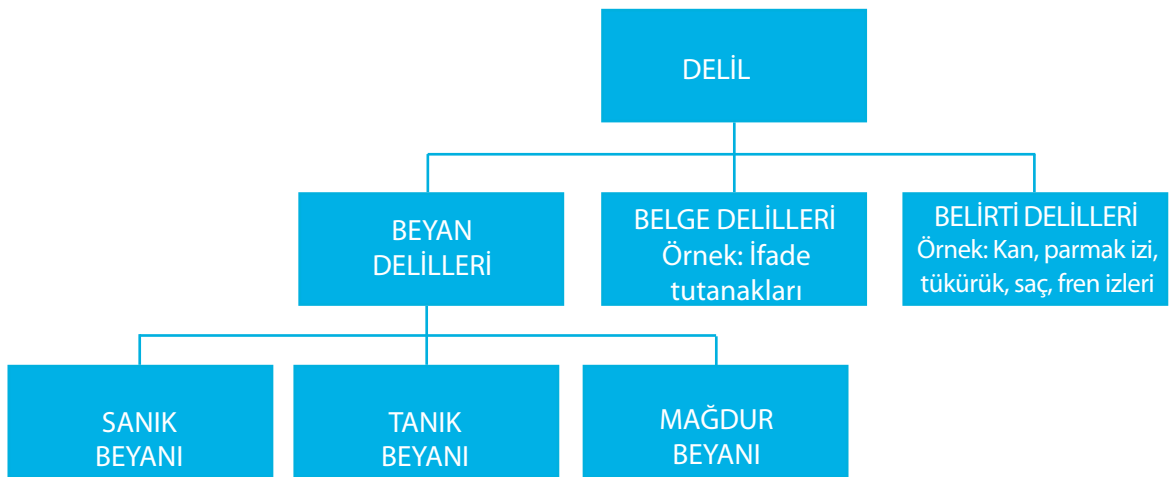 DELİL
BEYAN
DELİLLERİ
BELGE DELİLLERİ
Örnek: İfade
tutanakları
BELİRTİ DELİLLERİ
Örnek: Kan, parmak izi,
tükürük, saç, fren izleri
SANIK
BEYANI
TANIK
BEYANI
MAĞDUR
BEYANI